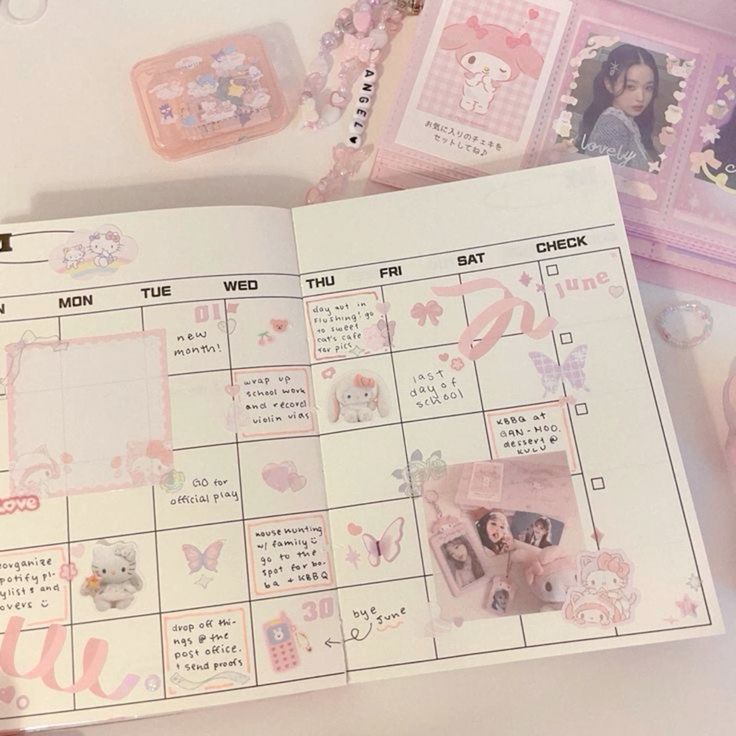 ANGEL
お気に入りのチェキを
セットしてね♪
lovely
MON
TUE
WED
THU
FRI
SAT
CHECK
June
01
new
month!
day out in
Flushing! go
to sweet
cat's cafe
for pics
wrap up
school work
and record
violin vids
last
day of
school
KBBQ at
GAN-HOO.
dessert @
KULU
GO for
official play
Love
reorganize
spotify pl-
aylists and
covers
house hunting
w/ family
go to the
spot for bo-
ba + KBBQ
drop off thi-
ngs @ the
post office.
+ send proofs
30
bye
June